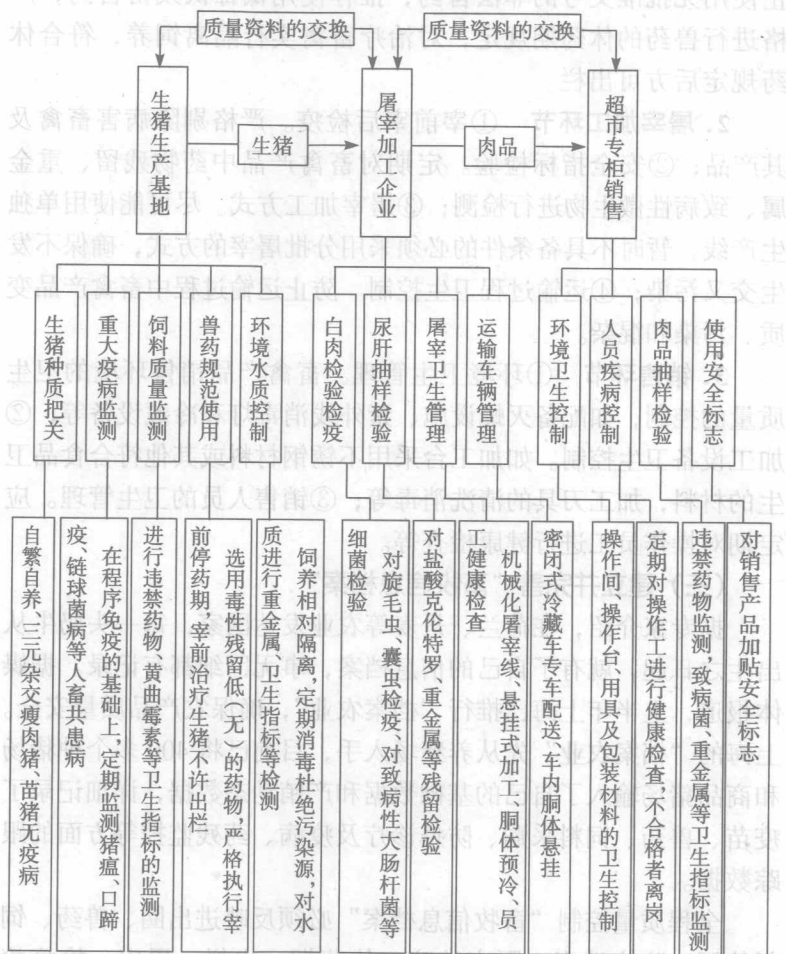 质量资料的交换
质量资料的交换
生猪生产基地
生猪
屠宰加工企业
肉品
超市专柜销售
生猪种质把关
重大疫病监测
饲料质量监测
兽药规范使用
环境水质控制
白肉检验检疫
尿肝抽样检验
屠宰卫生管理
运输车辆管理
环境卫生控制
人员疾病控制
肉品抽样检验
使用安全标志
自繁自养、三元杂交瘦肉猪、苗猪无疫病
在程序免疫的基础上,定期监测猪瘟、口蹄
疫、链球菌病等人畜共患病
进行违禁药物、黄曲霉素等卫生指标的监测
选用毒性残留低、无的药物,严格执行宰
前停药期,宰前治疗生猪不许出栏
饲养相对隔离,定期消毒杜绝污染源,对水
质进行重金属、卫生指标等检测
对旋毛虫、囊虫检疫、对致病性大肠杆菌等
细菌检验
对盐酸克伦特罗、重金属等残留检验
机械化屠宰线、悬挂式加工、胴体预冷、员
工健康检查
密闭式冷藏车专车配送、车内胴体悬挂
操作间、操作台、用具及包装材料的卫生控制
定期对操作工进行健康检查(不合格者离岗)
违禁药物监测,致病菌、重金属等卫生指标监测
对销售产品加贴安全标志